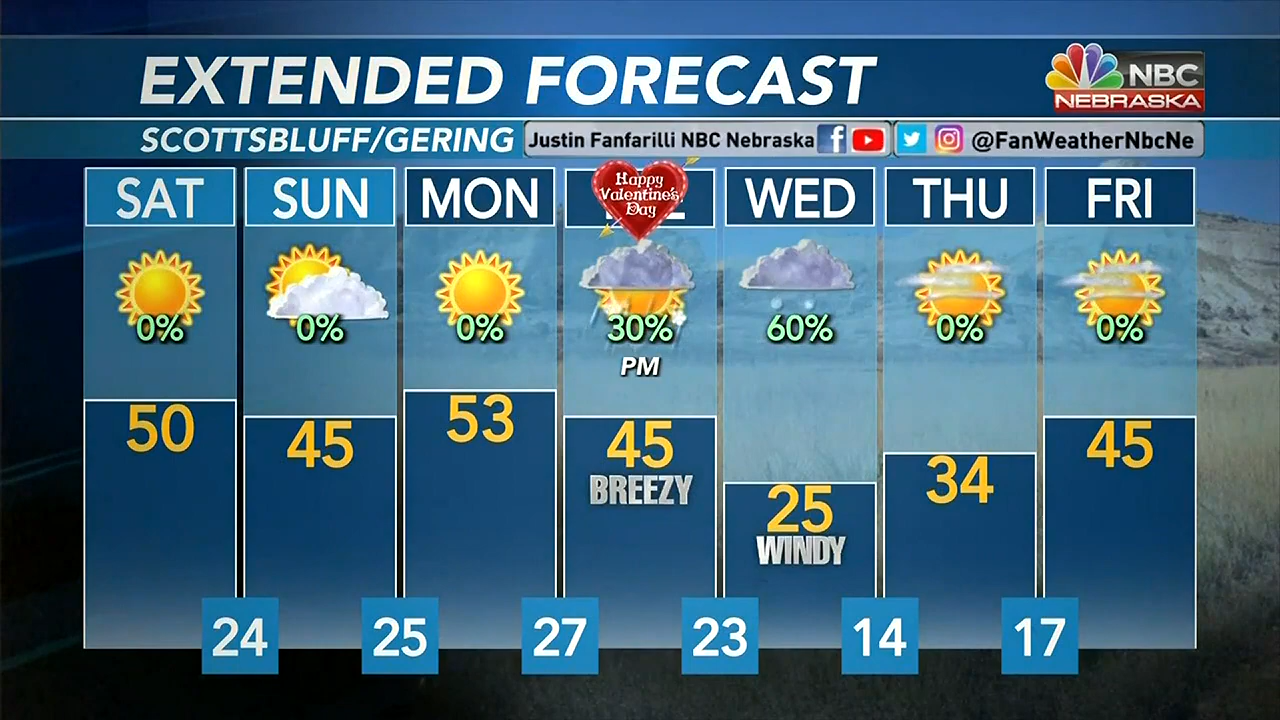 EXTENDED FORECAST
NBC
NEBRASKA
SCOTTSBLUFF/GERING
Justin Fanfarilli NBC Nebraska
@FanWeatherNbcNe
SAT SUN MON WED THU FRI
Happy
Valentine's
Day
0% 0% 0% 30% 60% 0% 0%
PM
50 45 53 45 25 34 45
BREEZY
WINDY
24 25 27 23 14 17